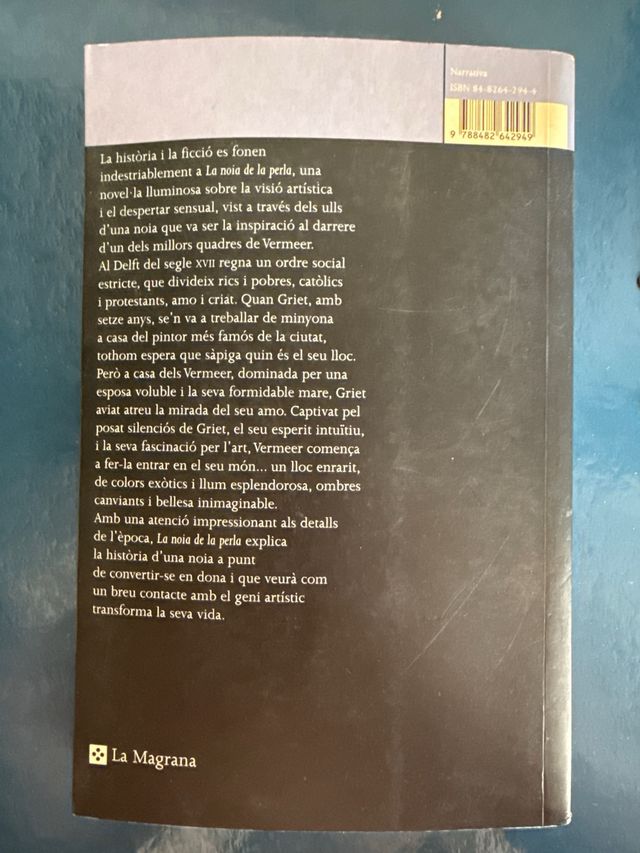 Narrativa
ISBN 84-8264-294-4
9 788482 642949
La història i la ficció es fonen
indestriablement a La noia de la perla, una
novel·la lluminosa sobre la visió artística
i el despertar sensual, vist a través dels ulls
d'una noia que va ser la inspiració al darrere
d'un dels millors quadres de Vermeer.
Al Delft del segle XVII regna un ordre social
estricte, que divideix rics i pobres, catòlics
i protestants, amo i criat. Quan Griet, amb
setze anys, se'n va a treballar de minyona
a casa del pintor més famós de la ciutat,
tothom espera que sàpiga quin és el seu lloc.
Però a casa dels Vermeer, dominada per una
esposa voluble i la seva formidable mare, Griet
aviat atreu la mirada del seu amo. Captivat pel
posat silenciós de Griet, el seu esperit intuïtiu,
i la seva fascinació per l'art, Vermeer comença
a fer-la entrar en el seu món... un lloc enrarit,
de colors exòtics i llum esplendorosa, ombres
canviants i bellesa inimaginable.
Amb una atenció impressionant als detalls
de l'època, La noia de la perla explica
la història d'una noia a punt
de convertir-se en dona i que veurà com
un breu contacte amb el geni artístic
transforma la seva vida.
La Magrana